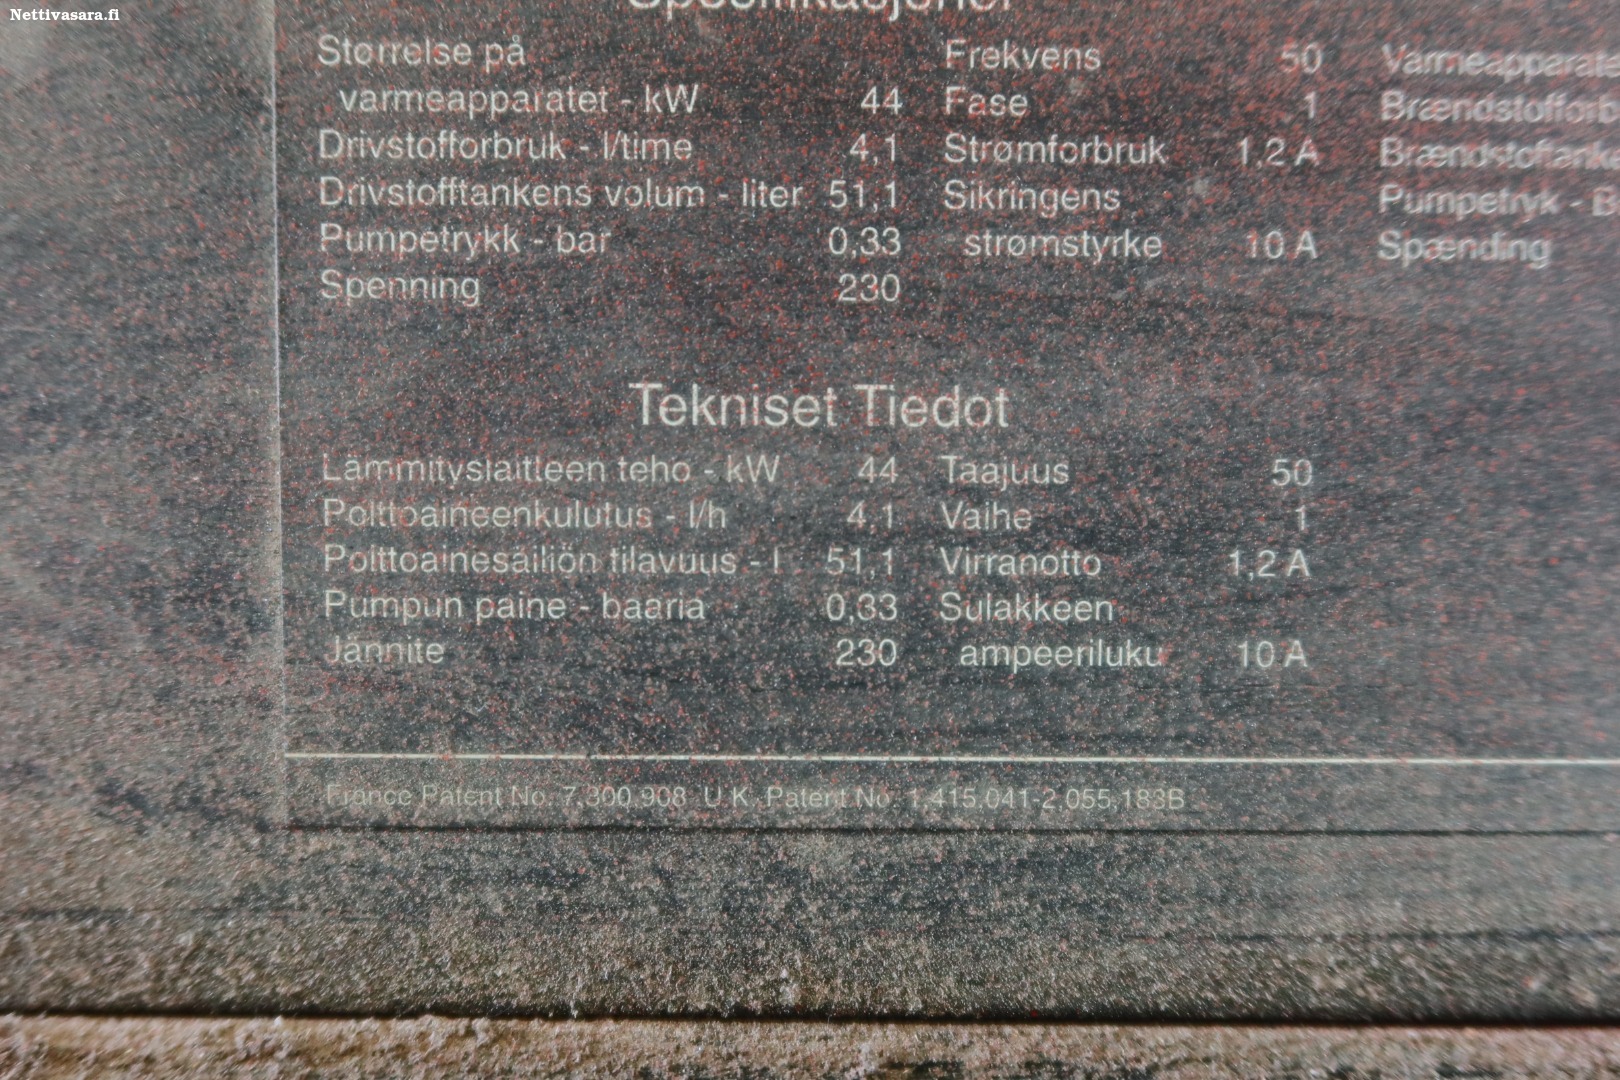 Nettivasara.fi
Spesifikasjoner
Størrelse på
varmeapparatet - kW 44
Drivstofforbruk - l/time 4,1
Drivstofftankens volum - liter 51,1
Pumpetrykk - bar 0,33
Spenning 230
Frekvens 50
Fase 1
Strømforbruk 1,2 A
Sikringens
strømstyrke 10 A
Pumpetryk - B
Spænding
Tekniset Tiedot
Lämmityslaitteen teho - kW 44
Polttoaineenkulutus - l/h 4,1
Polttoainesäiliön tilavuus - l 51,1
Pumpun paine - baaria 0,33
Jännite 230
Taajuus 50
Vaihe 1
Virranotto 1,2 A
Sulakkeen
ampeeriluku 10 A
France Patent No. 7,300,908 U.K. Patent No. 1,415,041-2,055,183B